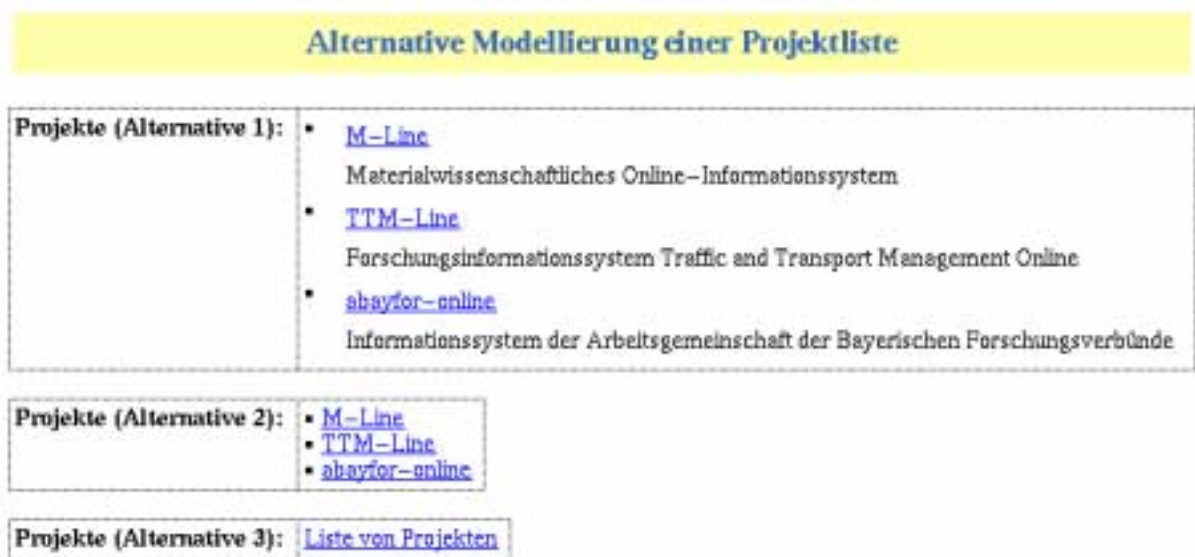 Alternative Modellierung einer Projektliste
Projekte (Alternative 1):
▪ M–Line
Materialwissenschaftliches Online–Informationssystem
▪ TTM–Line
Forschungsinformationssystem Traffic and Transport Management Online
▪ abayfor–online
Informationssystem der Arbeitsgemeinschaft der Bayerischen Forschungsverbünde
Projekte (Alternative 2):
▪ M–Line
▪ TTM–Line
▪ abayfor–online
Projekte (Alternative 3): Liste von Projekten